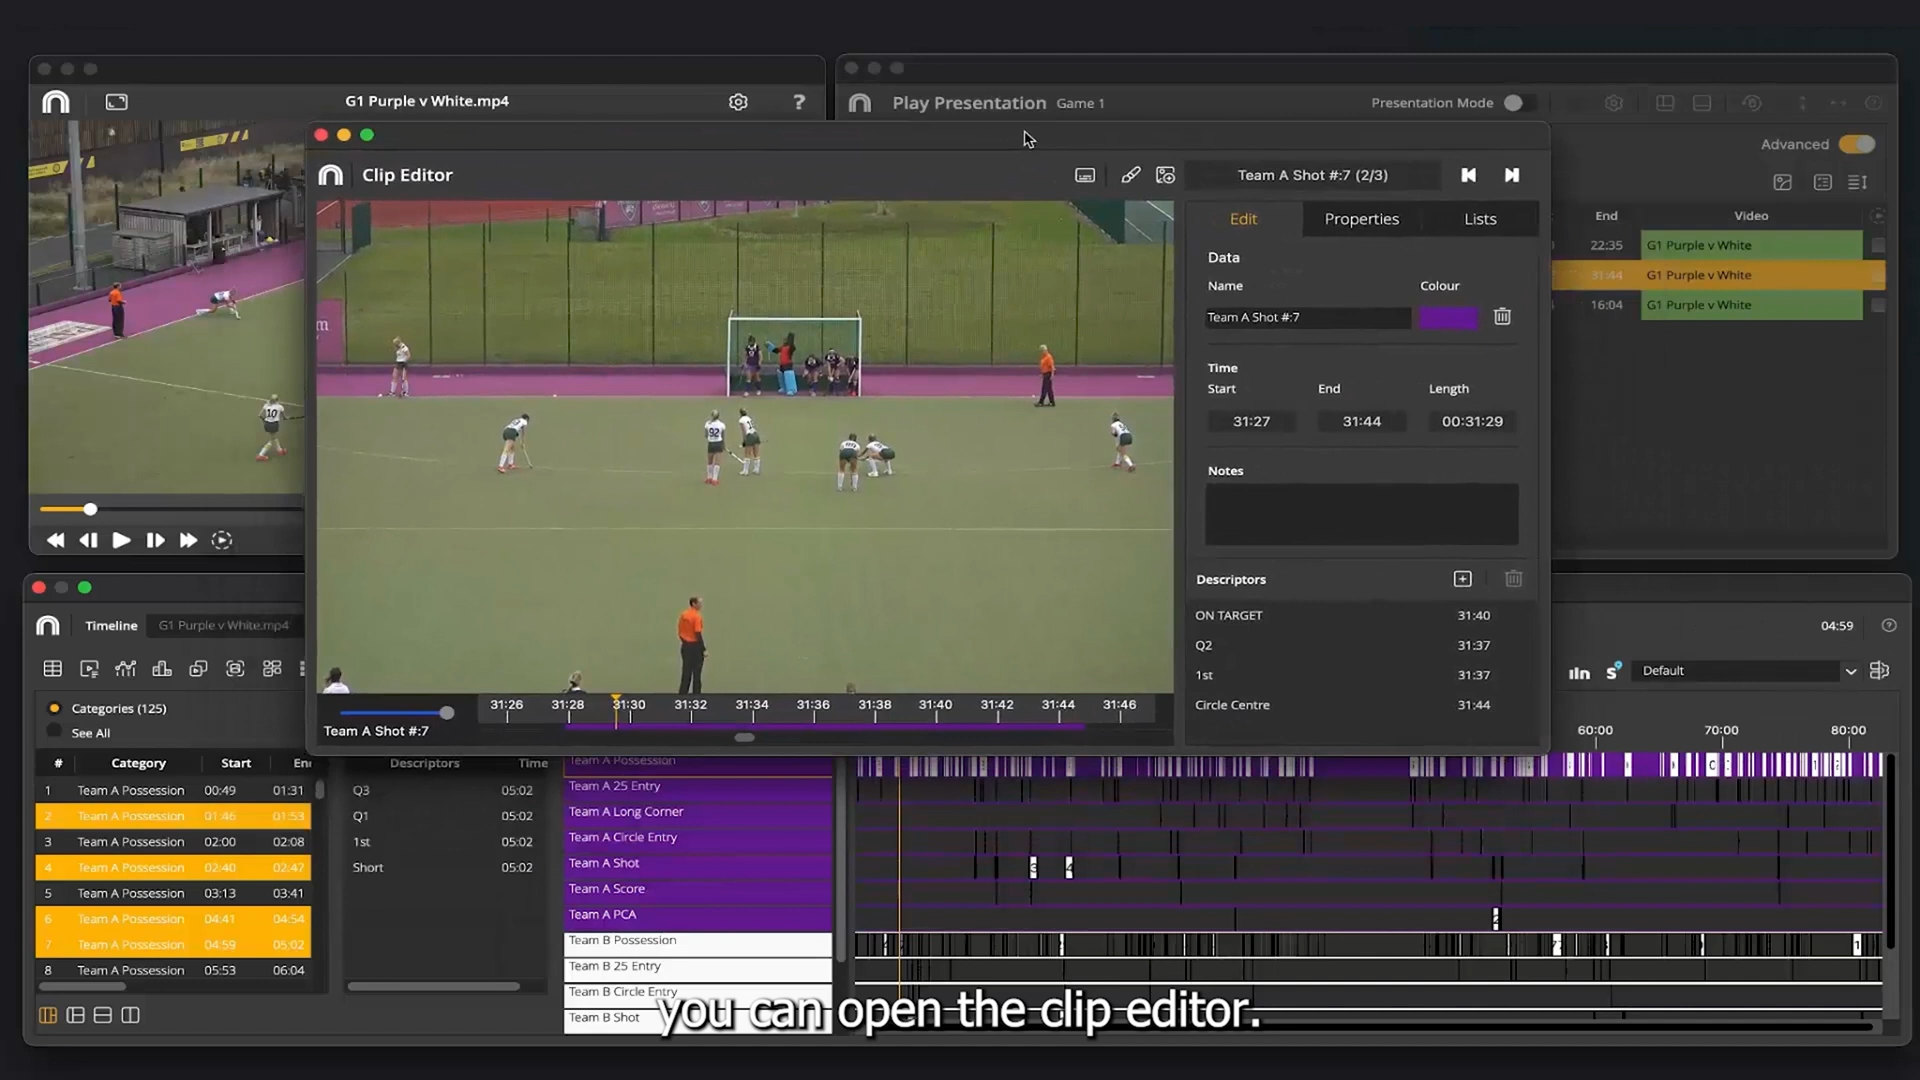 G1 Purple v White.mp4
?
Play Presentation Game 1
Presentation Mode
Advanced
End Video
22:35 G1 Purple v White
31:44 G1 Purple v White
16:04 G1 Purple v White
Clip Editor
Team A Shot #:7 (2/3)
Edit Properties Lists
Data
Name Colour
Team A Shot #:7
Time
Start End Length
31:27 31:44 00:31:29
Notes
Descriptors
ON TARGET 31:40
Q2 31:37
1st 31:37
Circle Centre 31:44
10
92
31:26 31:28 31:30 31:32 31:34 31:36 31:38 31:40 31:42 31:44 31:46
Team A Shot #:7
Timeline G1 Purple v White.mp4
04:59
Default
Categories (125)
See All
60:00 70:00 80:00
# Category Start En
1 Team A Possession 00:49 01:31
2 Team A Possession 01:46 01:53
3 Team A Possession 02:00 02:08
4 Team A Possession 02:40 02:47
5 Team A Possession 03:13 03:41
6 Team A Possession 04:41 04:54
7 Team A Possession 04:59 05:02
8 Team A Possession 05:53 06:04
Descriptors Time
Q3 05:02
Q1 05:02
1st 05:02
Short 05:02
Team A Possession
Team A 25 Entry
Team A Long Corner
Team A Circle Entry
Team A Shot
Team A Score
Team A PCA
Team B Possession
Team B 25 Entry
Team B Circle Entry
Team B Shot
you can open the clip editor.